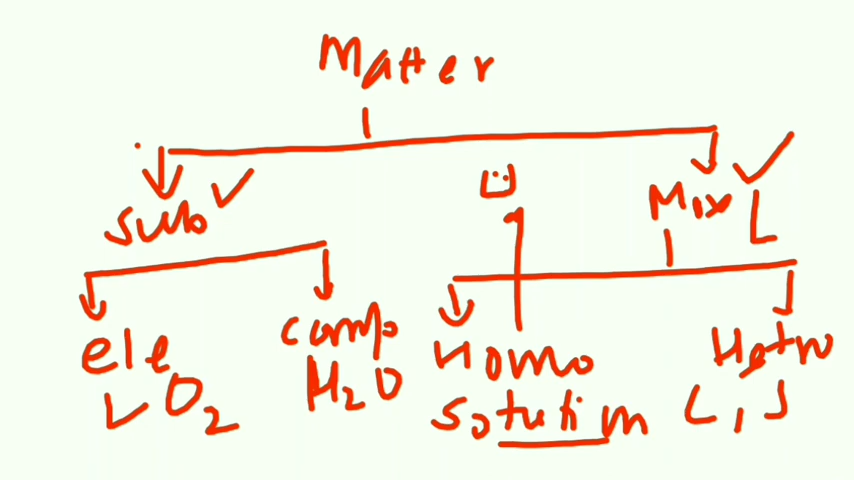 Matter
Sub Mix L
ele Comp Homo Hetro
O2 H2O Solution L, S